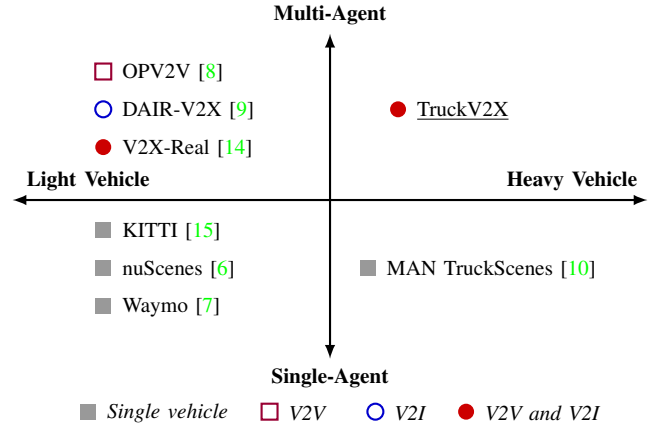 Multi-Agent
OPV2V [8]
DAIR-V2X [9]
TruckV2X
V2X-Real [14]
Light Vehicle
Heavy Vehicle
KITTI [15]
nuScenes [6]
MAN TruckScenes [10]
Waymo [7]
Single-Agent
Single vehicle V2V V2I V2V and V2I